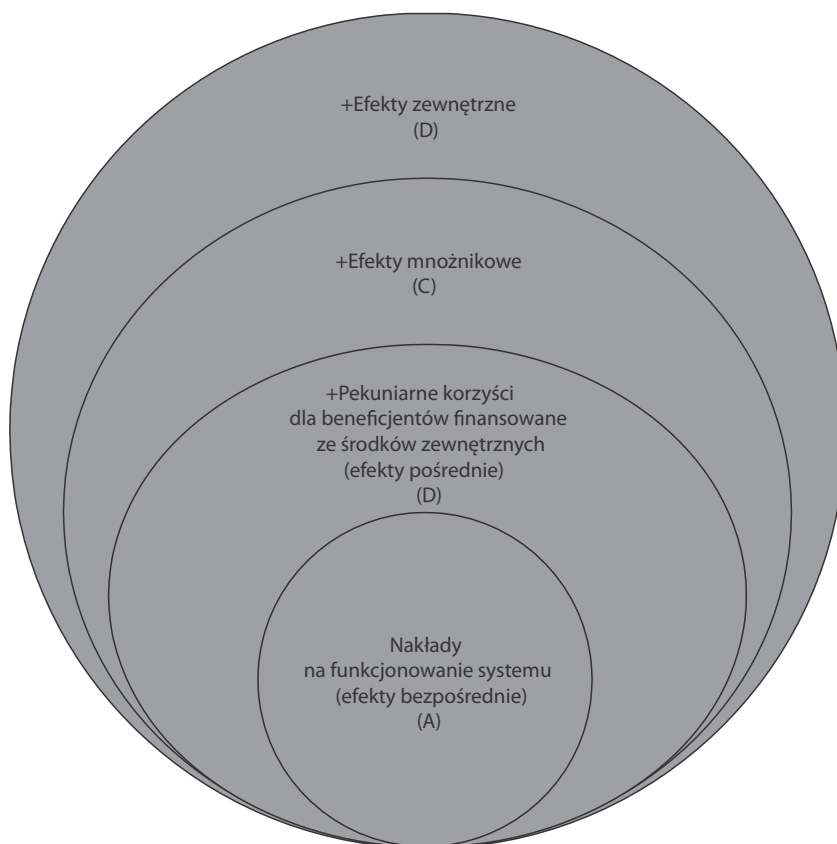 +Efekty zewnętrzne
(D)
+Efekty mnożnikowe
(C)
+Pekuniarne korzyści
dla beneficjentów finansowane
ze środków zewnętrznych
(efekty pośrednie)
(D)
Nakłady
na funkcjonowanie systemu
(efekty bezpośrednie)
(A)